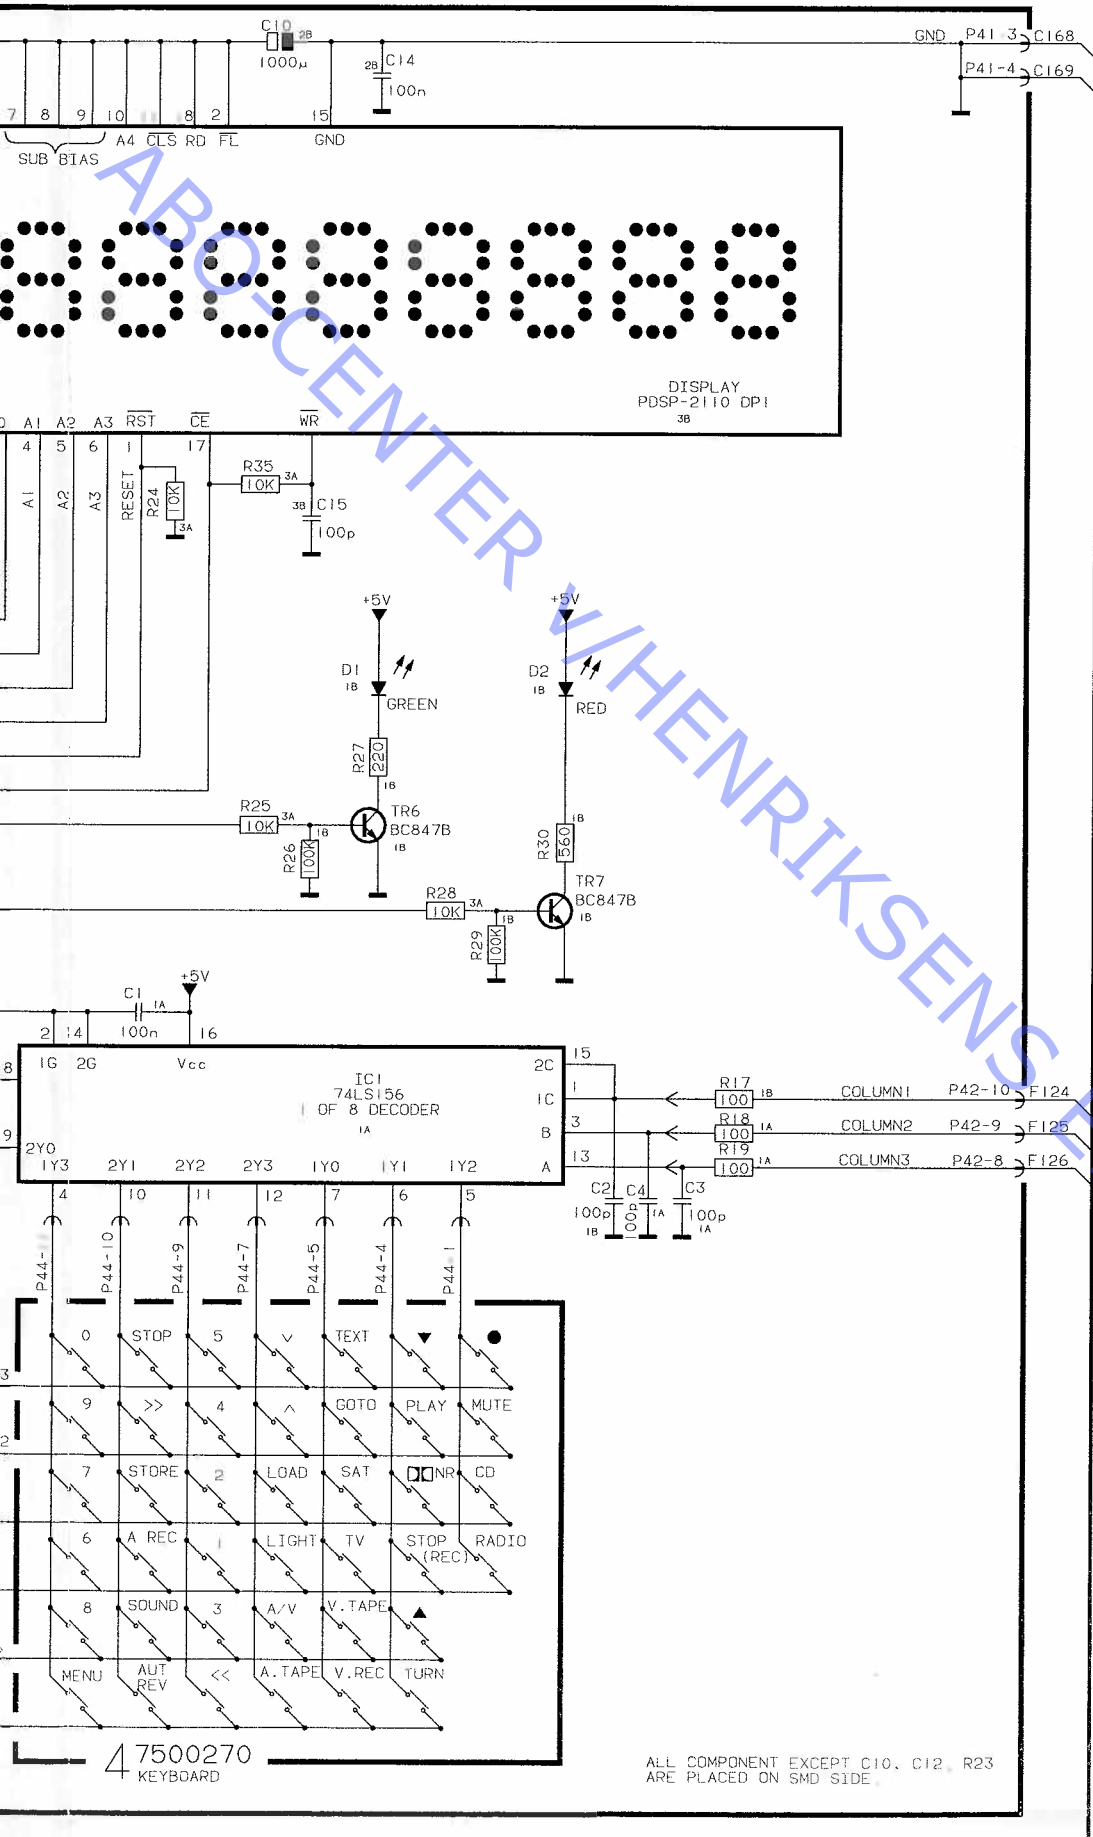 C10 2B
1000µ
2B C14
100n
GND P41-3 C168
P41-4 C169
7 8 9 10 8 2 15
A4 CLS RD FL GND
SUB BIAS
DISPLAY
PDSP-2110 DP1
3B
A1 A2 A3 RST CE WR
4 5 6 1 17
A1 A2 A3 RESET
R24 10K 3A
R35 3A
10K
3B C15
100p
+5V +5V
D1
1B
GREEN
D2
1B
RED
R27 220
1B
R25 3A
10K
1B
R26 100K
TR6
BC847B
1B
1B
R30 560
R28 3A
10K
1B
R29 100K
TR7
BC847B
1B
+5V
C1 1A
100n
2 14 16
8 1G 2G Vcc 2C 15
IC1
74LS156
1 OF 8 DECODER
1A
1C 1
B 3
A 13
9 2Y0
1Y3 2Y1 2Y2 2Y3 1Y0 1Y1 1Y2
4 10 11 12 7 6 5
R17 1B
100
COLUMN1 P42-10 F124
R18
100 1A
COLUMN2 P42-9 F125
R19
100 1A
COLUMN3 P42-8 F126
C2 C4 C3
100p 100p 100p
1B 1A 1A
P44-10 P44-9 P44-7 P44-5 P44-4 P44-1
0 STOP 5 ∨ TEXT ▼ ●
3
9 >> 4 ∧ GOTO PLAY MUTE
2
7 STORE 2 LOAD SAT NR CD
6 A REC 1 LIGHT TV STOP (REC) RADIO
8 SOUND 3 A/V V.TAPE ▲
MENU AUT REV << A.TAPE V.REC TURN
4 7500270
KEYBOARD
ALL COMPONENT EXCEPT C10, C12, R23
ARE PLACED ON SMD SIDE
ABO-CENTER v/HENRIKSENS E